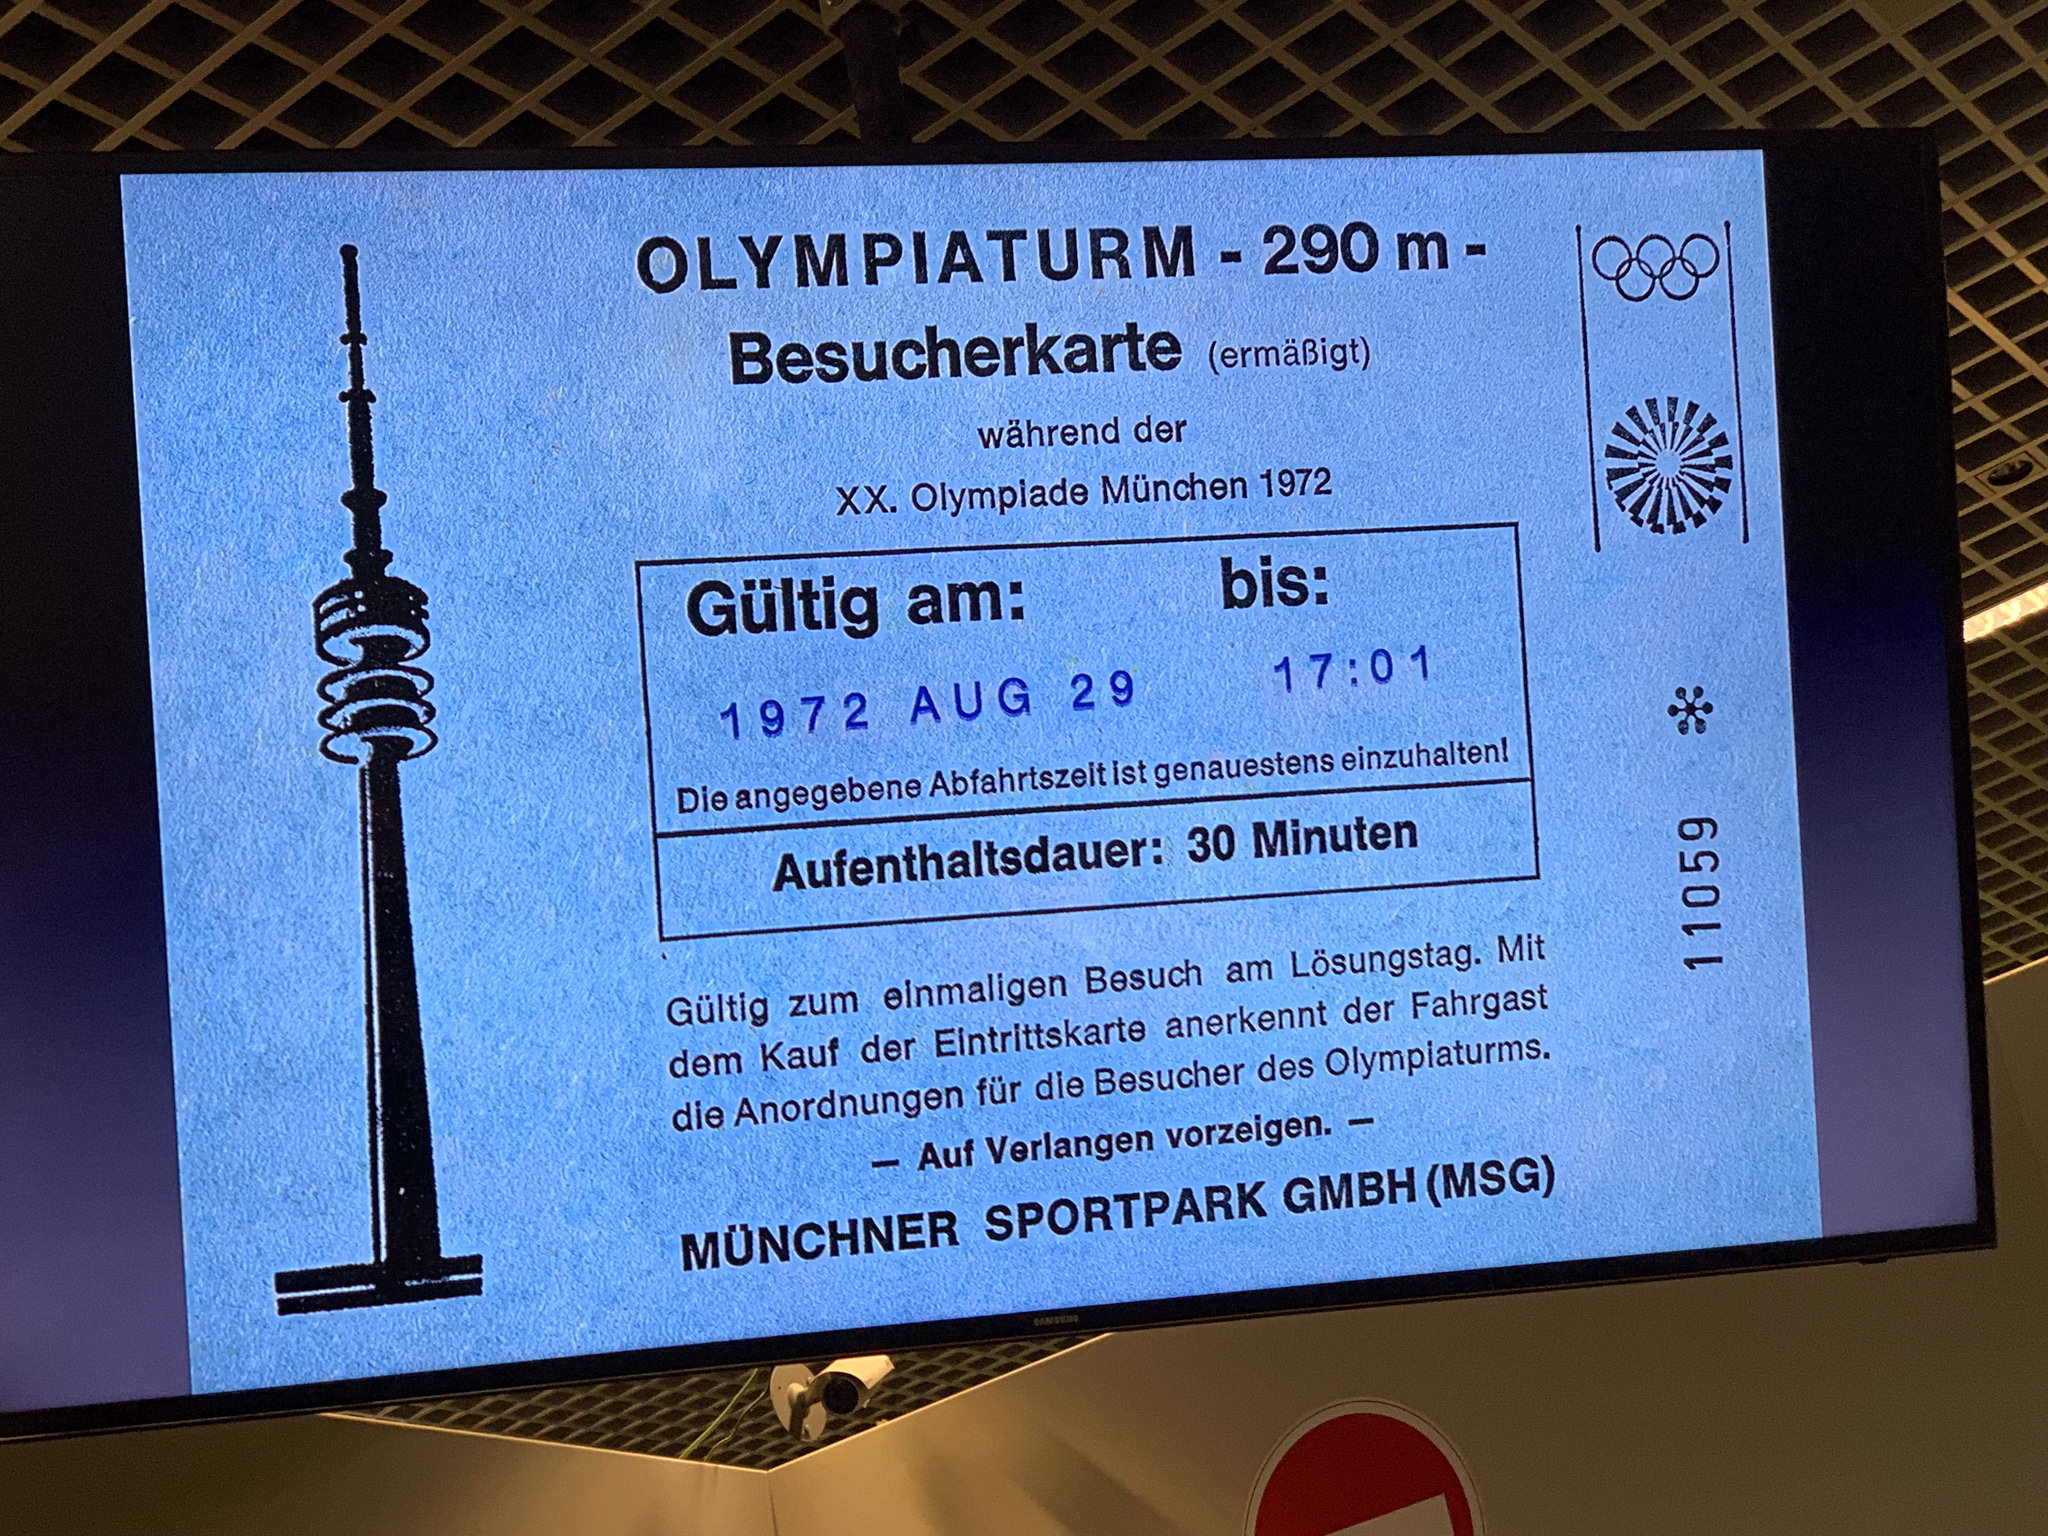 OLYMPIATURM - 290 m -
Besucherkarte (ermäßigt)
während der
XX. Olympiade München 1972
Gültig am: bis:
1972 AUG 29 17:01
Die angegebene Abfahrtszeit ist genauestens einzuhalten!
Aufenthaltsdauer: 30 Minuten
Gültig zum einmaligen Besuch am Lösungstag. Mit
dem Kauf der Eintrittskarte anerkennt der Fahrgast
die Anordnungen für die Besucher des Olympiaturms.
— Auf Verlangen vorzeigen. —
MÜNCHNER SPORTPARK GMBH (MSG)
11059 *
SAMSUNG